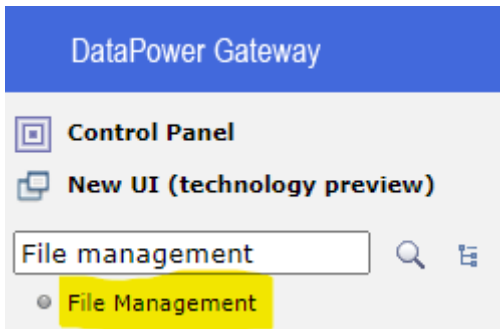 DataPower Gateway
Control Panel
New UI (technology preview)
File management
File Management